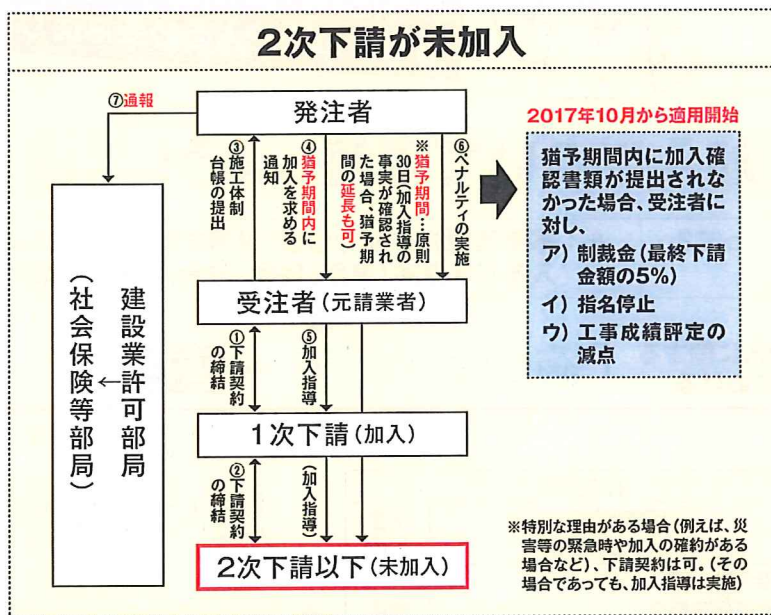 2次下請が未加入
⑦通報
発注者
③施工体制
台帳の提出
④猶予期間内に
加入を求める
通知
※猶予期間…原則
30日(加入指導の
事実が確認され
た場合、猶予期
間の延長も可)
⑥ペナルティの実施
2017年10月から適用開始
猶予期間内に加入確
認書類が提出されな
かった場合、受注者に
対し、
ア）制裁金(最終下請
金額の5%)
イ）指名停止
ウ）工事成績評定の
減点
受注者(元請業者)
建設業許可部局
↓
(社会保険等部局)
①下請契約
の締結
⑤加入指導
1次下請(加入)
②下請契約
の締結
(加入指導)
2次下請以下(未加入)
※特別な理由がある場合(例えば、災
害等の緊急時や加入の確約がある
場合など)、下請契約は可。(その
場合であっても、加入指導は実施)